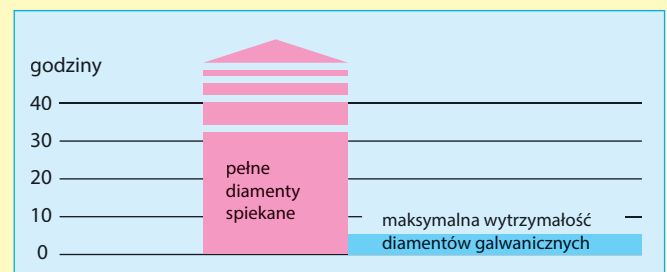 godziny
40
30
20
10
0
pełne
diamenty
spiekane
maksymalna wytrzymałość
diamentów galwanicznych